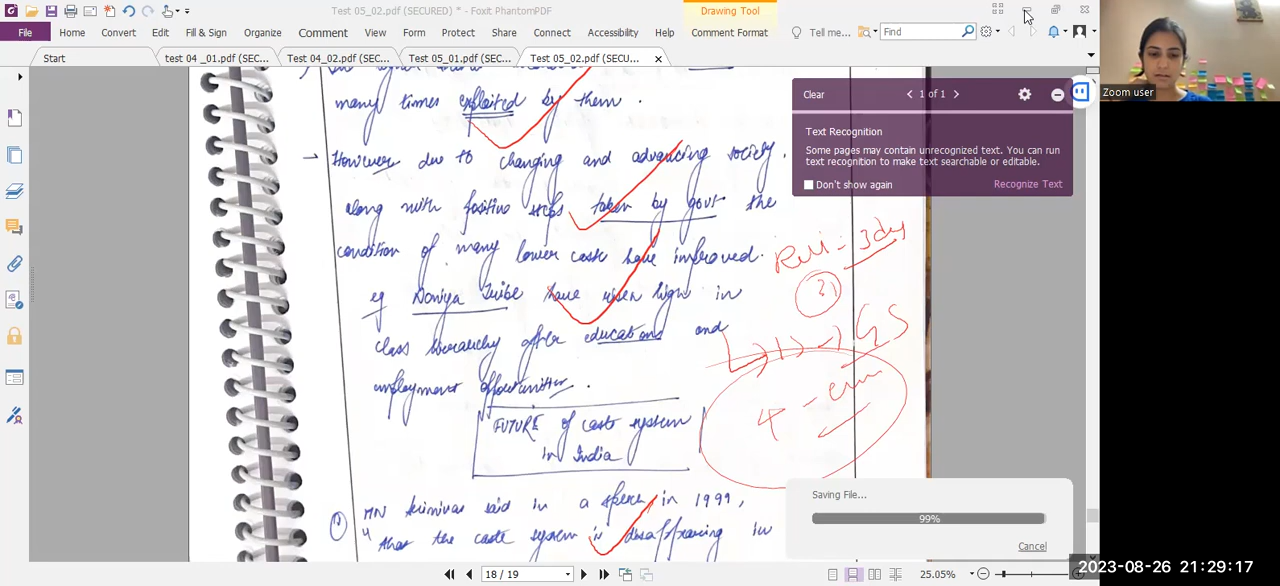 Test 05_02.pdf (SECURED) * - Foxit PhantomPDF
Drawing Tool
File Home Convert Edit Fill & Sign Organize Comment View Form Protect Share Connect Accessibility Help Comment Format Tell me... Find
Start test 04 _01.pdf (SEC... Test 04_02.pdf (SEC... Test 05_01.pdf (SEC... Test 05_02.pdf (SECU...
Zoom user
Clear 1 of 1
Text Recognition
Some pages may contain unrecognized text. You can run
text recognition to make text searchable or editable.
Don't show again Recognize Text
many times exploited by them.
→ However due to changing and advancing society.
along with positive steps taken by govt the
condition of many lower caste have improved.
eg Doniya Tribe have risen high in
class hierarchy after educations and
employment opportunities.
FUTURE of caste system
in India
3 days
GS
4 -
① MN Srinivas said in a speech in 1999,
"that the caste system is disappearing in
Saving File...
99%
Cancel
18 / 19
25.05%
2023-08-26 21:29:17